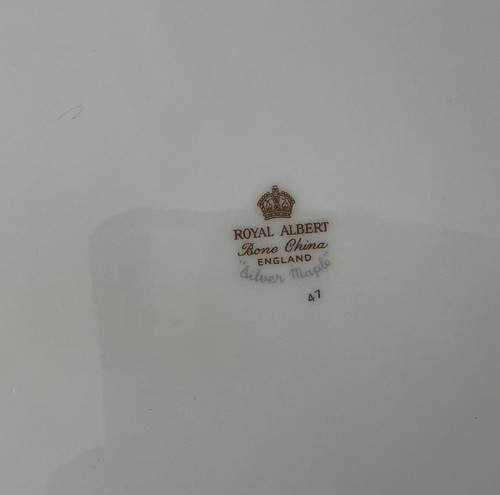 ROYAL ALBERT
Bone China
ENGLAND
"Silver Maple"
47